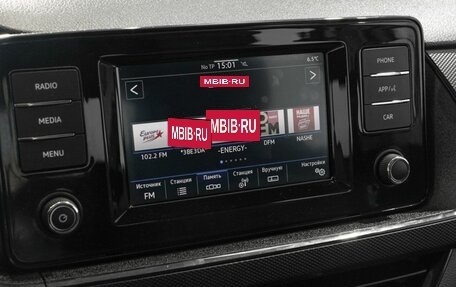 No TP 15:01 6.5°C
MBIB.RU
RADIO
MEDIA
MENU
PHONE
APP
CAR
Europa plus
MBIB.RU
MBIB.RU
НАШЕ
102.2 FM *ЗВЕЗДА* -ENERGY- DFM NASHE
Источник Станции Память Станция Вручную Настройки
FM